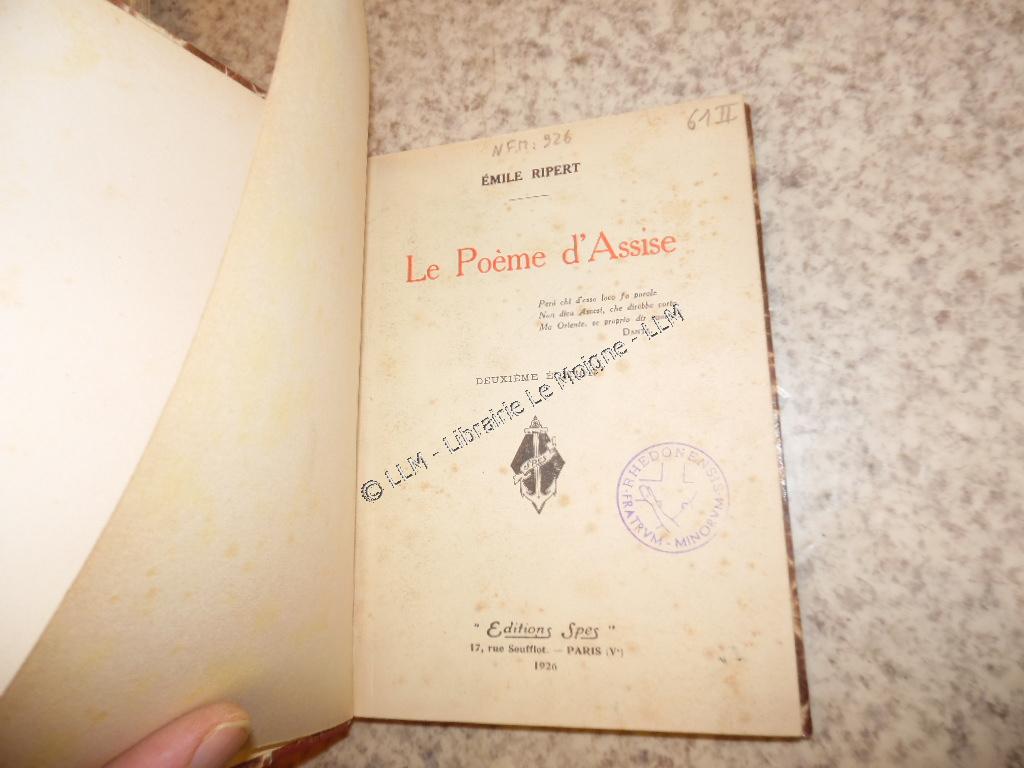 61 II
NFM: 926
ÉMILE RIPERT
Le Poème d'Assise
Però chi d'esso loco fa parole
Non dica Ascesi, che direbbe corto,
Ma Oriente, se proprio dir
DEUXIÈME
© LLM - Librairie Le Moigne - LLM
RHEDONENSIS
FRATRVM - MINORVM
" Editions Spes "
17, rue Soufflot. — PARIS (Vᵉ)
1926